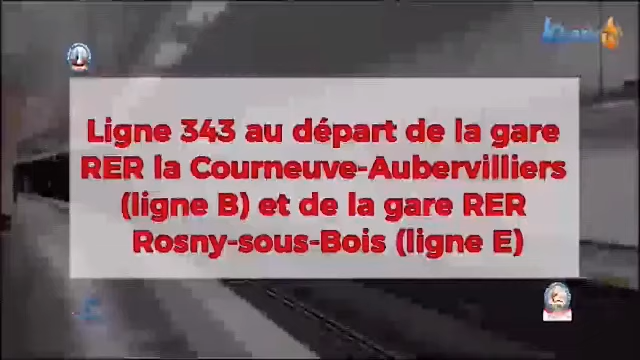 Ligne 343 au départ de la gare
RER la Courneuve-Aubervilliers
(ligne B) et de la gare RER
Rosny-sous-Bois (ligne E)